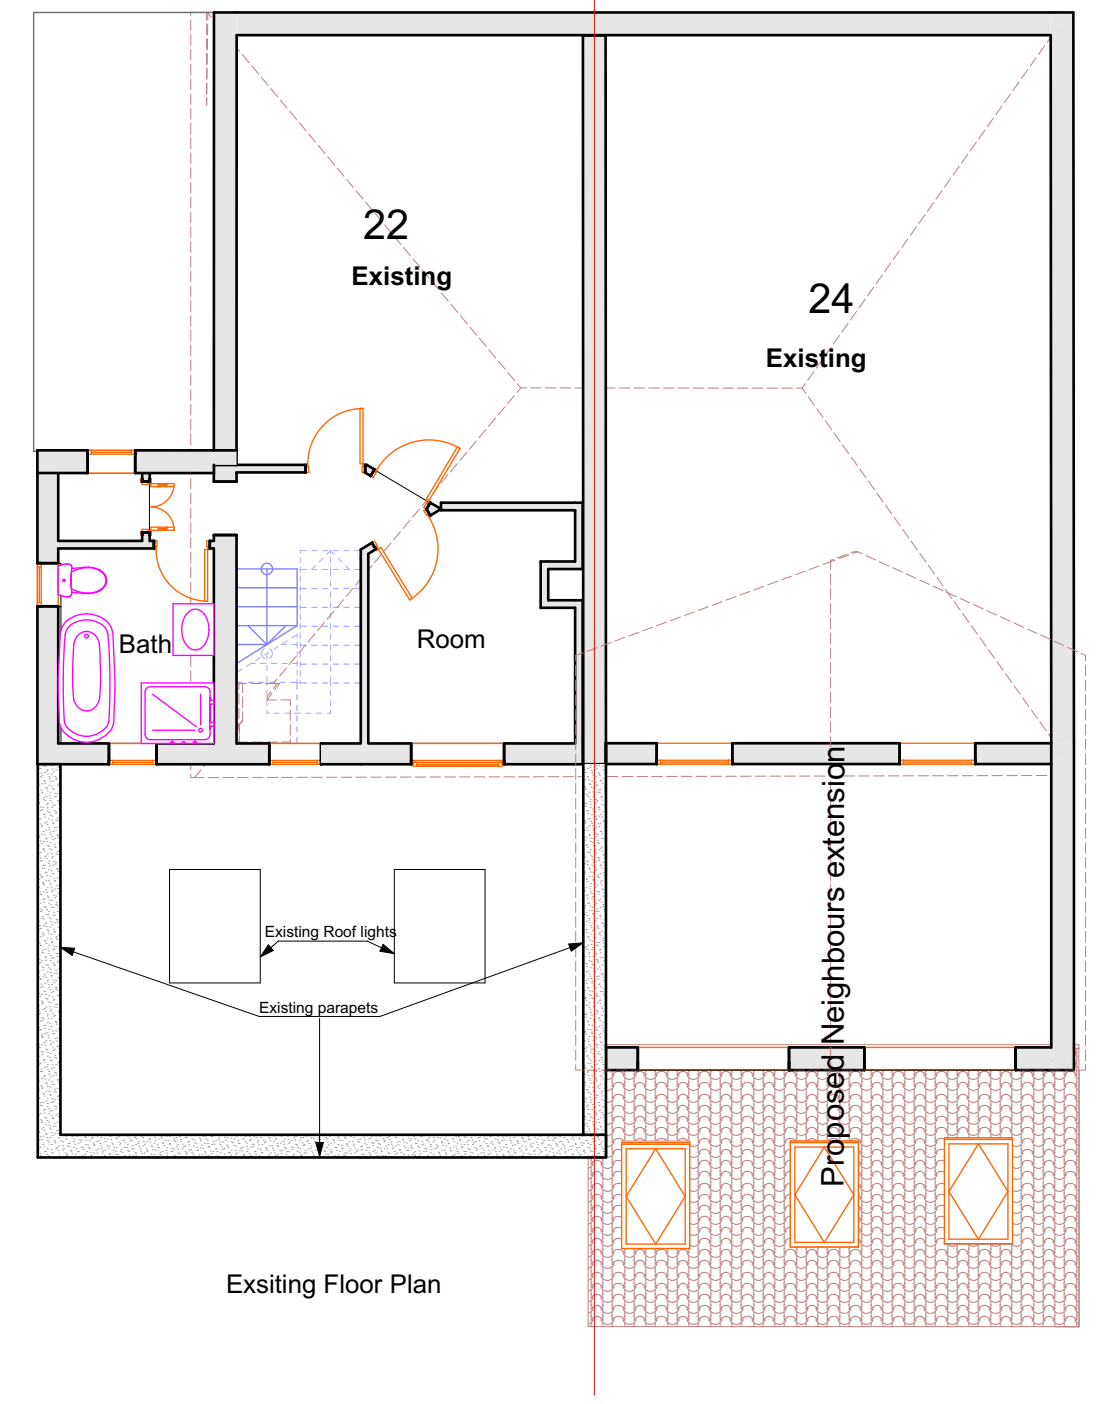 22
Existing
24
Existing
Bath
Room
Proposed Neighbours extension
Existing Roof lights
Existing parapets
Exsiting Floor Plan